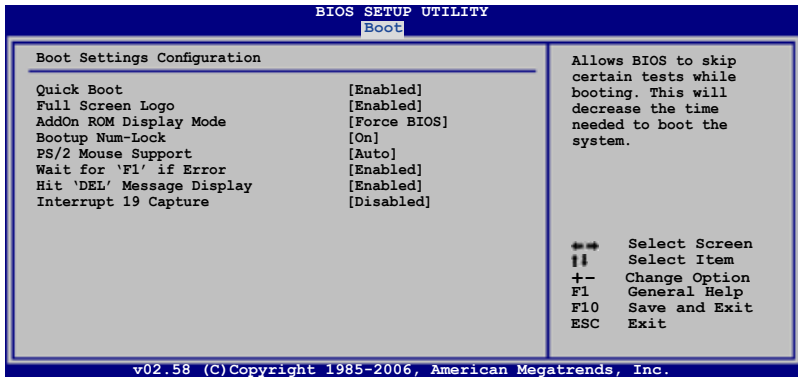 BIOS SETUP UTILITY
Boot
Boot Settings Configuration
Quick Boot [Enabled]
Full Screen Logo [Enabled]
AddOn ROM Display Mode [Force BIOS]
Bootup Num-Lock [On]
PS/2 Mouse Support [Auto]
Wait for ‘F1’ if Error [Enabled]
Hit ‘DEL’ Message Display [Enabled]
Interrupt 19 Capture [Disabled]
Allows BIOS to skip
certain tests while
booting. This will
decrease the time
needed to boot the
system.
←→ Select Screen
↑↓ Select Item
+- Change Option
F1 General Help
F10 Save and Exit
ESC Exit
v02.58 (C)Copyright 1985-2006, American Megatrends, Inc.